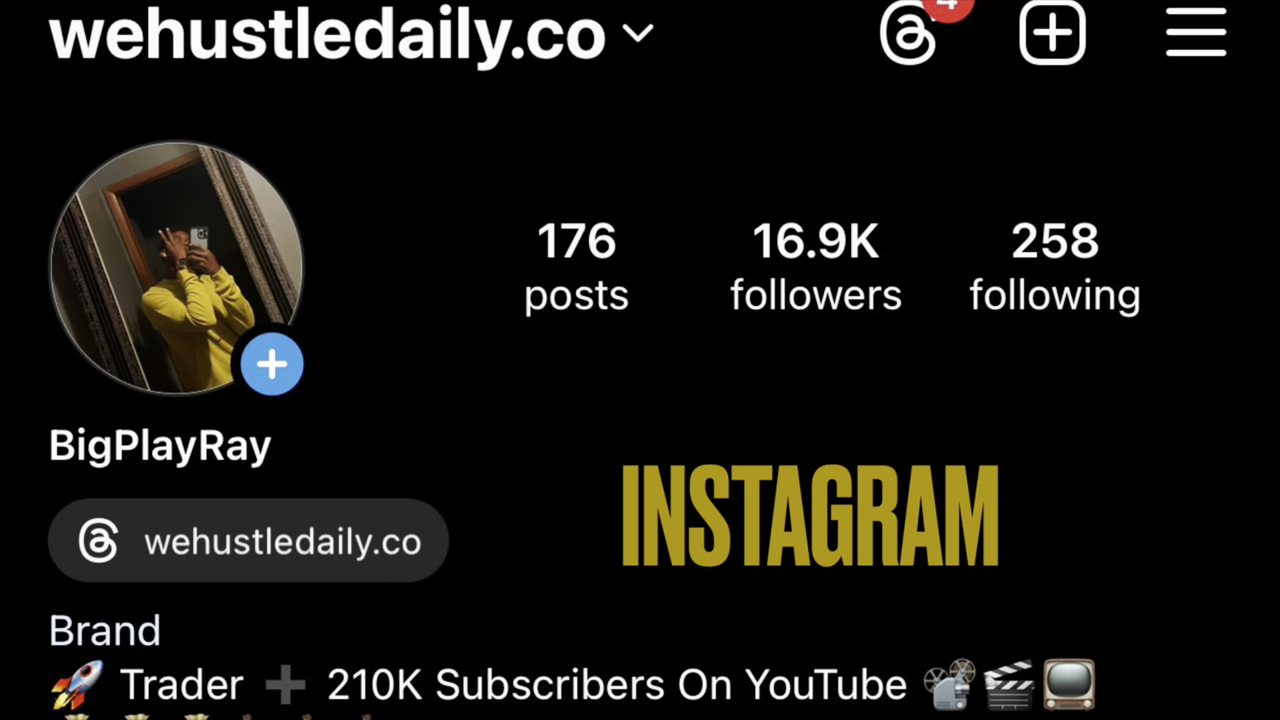 wehustledaily.co
4
176
16.9K
258
posts
followers
following
BigPlayRay
INSTAGRAM
wehustledaily.co
Brand
🚀 Trader ➕ 210K Subscribers On YouTube 📽️🎬📺